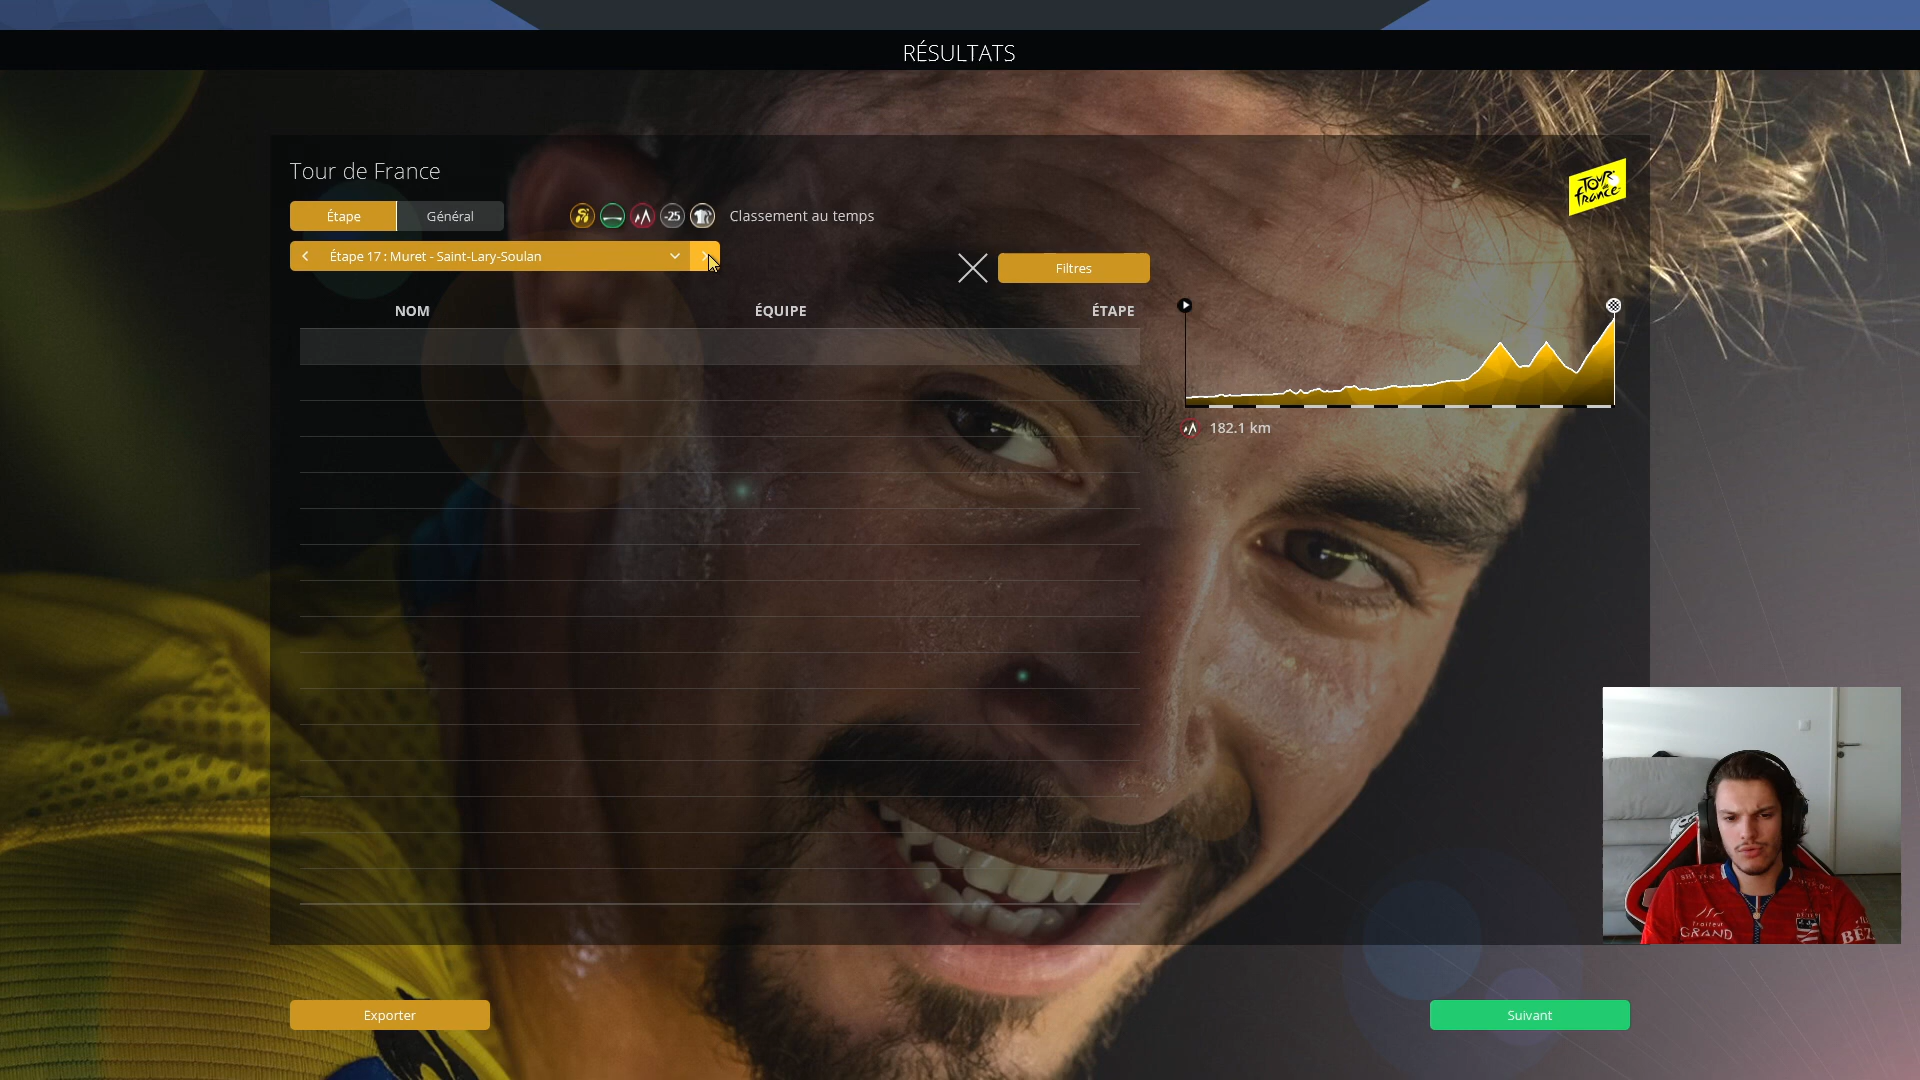 RÉSULTATS
Tour de France
TOUR de france
Étape
Général
-25
Classement au temps
Étape 17 : Muret - Saint-Lary-Soulan
Filtres
NOM
ÉQUIPE
ÉTAPE
182.1 km
GRAND
BÉZ
Exporter
Suivant